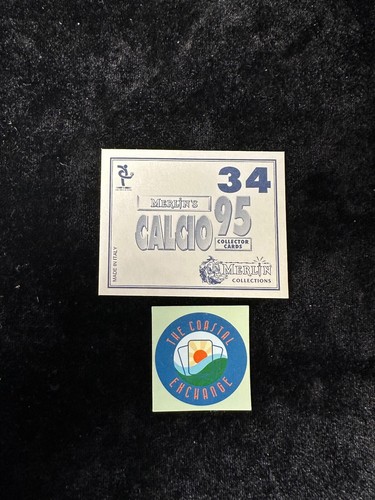 34
MERLIN'S
CALCIO 95
COLLECTOR
CARDS
MERLIN
COLLECTIONS
MADE IN ITALY
THE COASTAL
EXCHANGE